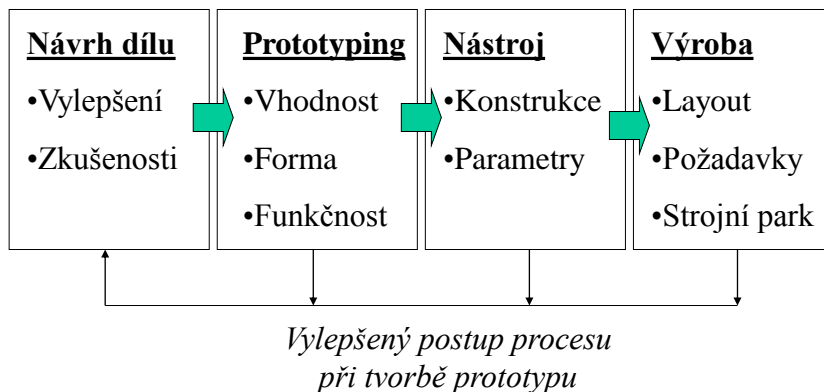 Návrh dílu
•Vylepšení
•Zkušenosti
Prototyping
•Vhodnost
•Forma
•Funkčnost
Nástroj
•Konstrukce
•Parametry
Výroba
•Layout
•Požadavky
•Strojní park
Vylepšený postup procesu
při tvorbě prototypu